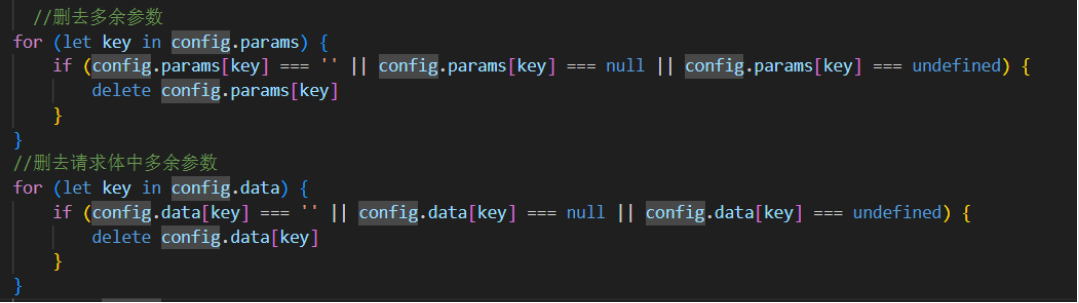 //删去多余参数
for (let key in config.params) {
if (config.params[key] === '' || config.params[key] === null || config.params[key] === undefined) {
delete config.params[key]
}
}
//删去请求体中多余参数
for (let key in config.data) {
if (config.data[key] === '' || config.data[key] === null || config.data[key] === undefined) {
delete config.data[key]
}
}